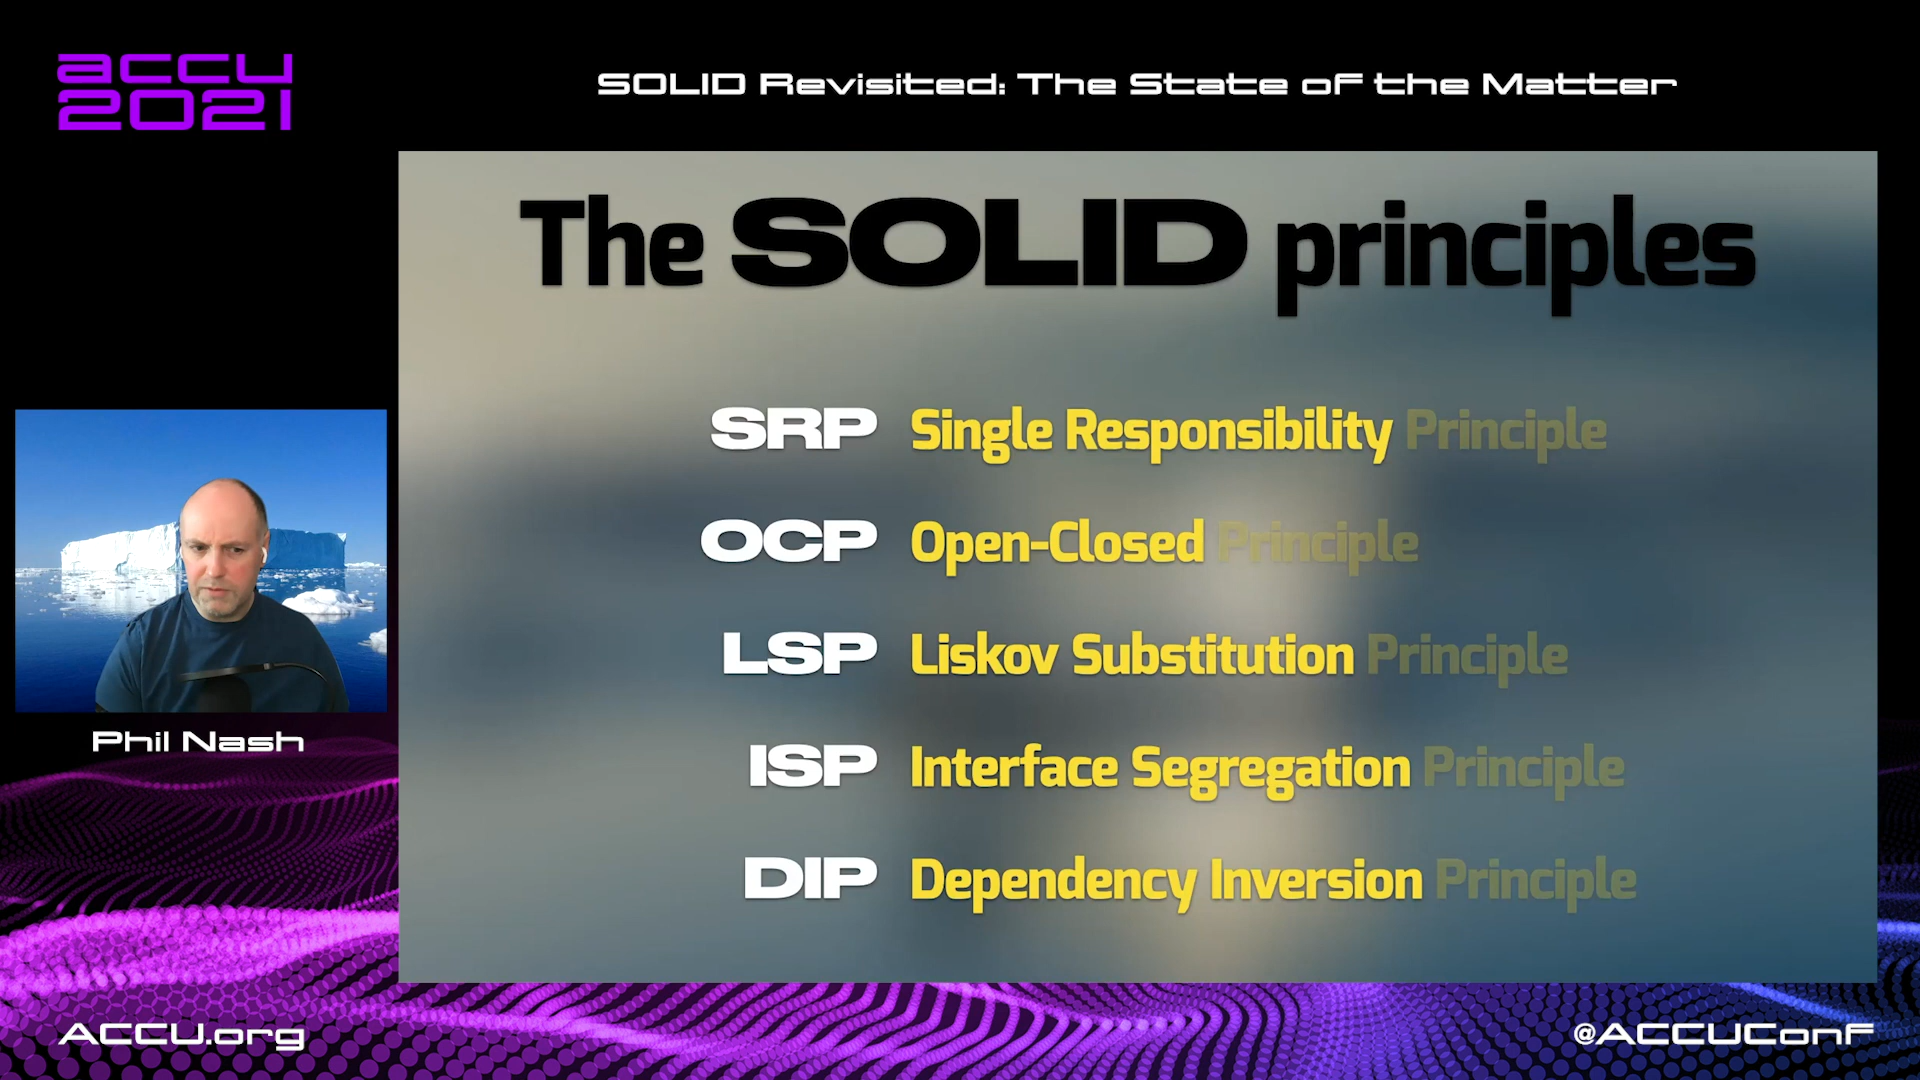 accu
2021
SOLID Revisited: The State of the Matter
The SOLID principles
SRP Single Responsibility Principle
OCP Open-Closed Principle
LSP Liskov Substitution Principle
ISP Interface Segregation Principle
DIP Dependency Inversion Principle
Phil Nash
ACCU.org
@ACCUConf